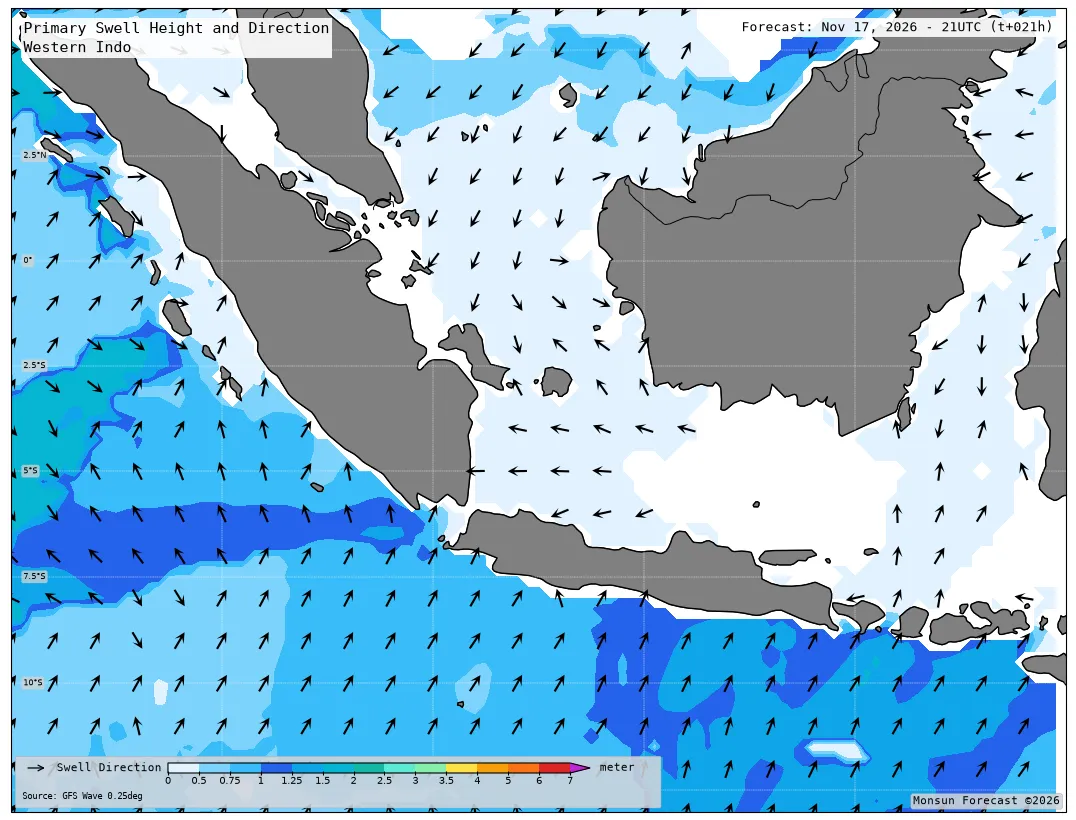 Primary Swell Height and Direction
Western Indo
Forecast: Nov 17, 2026 - 21UTC (t+021h)
2.5°N
0°
2.5°S
5°S
7.5°S
10°S
Swell Direction
0 0.5 0.75 1 1.25 1.5 2 2.5 3 3.5 4 5 6 7
meter
Source: GFS Wave 0.25deg
Monsun Forecast ©2026